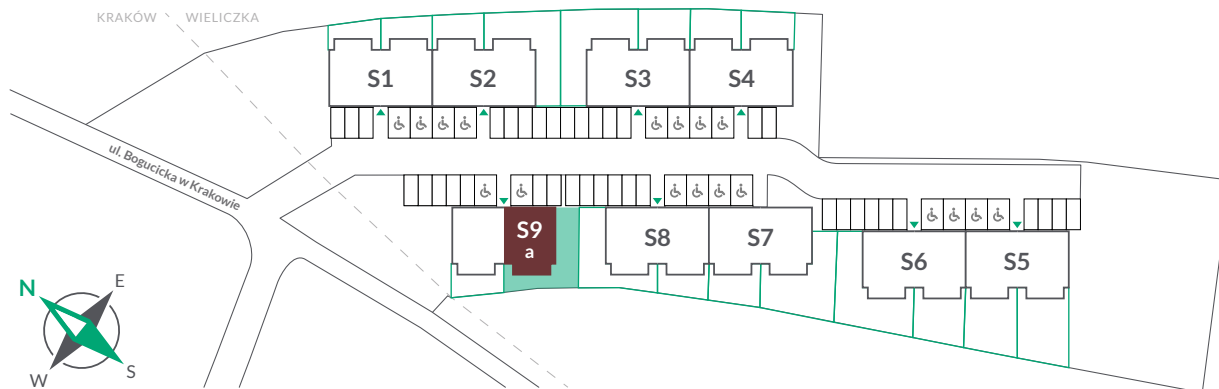 KRAKÓW WIELICZKA
S1 S2 S3 S4
ul. Bogucicka w Krakowie
S9
a
S8 S7
S6 S5
N
E
W
S